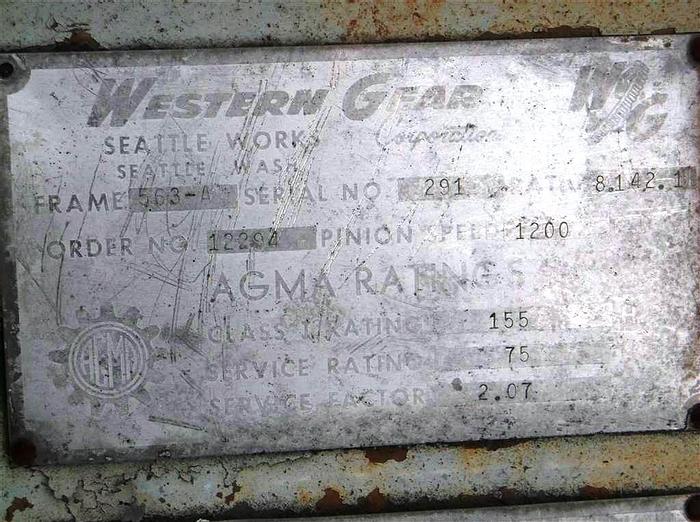 WESTERN GEAR
Corporation
WG
SEATTLE WORKS
SEATTLE WASH
FRAME 563-A SERIAL NO 291 RATIO 8.142.1
ORDER NO. 12294 PINION SPEED 1200
AGMA RATINGS
CLASS 1 RATING 155
SERVICE RATING 75
SERVICE FACTOR 2.07
AGMA